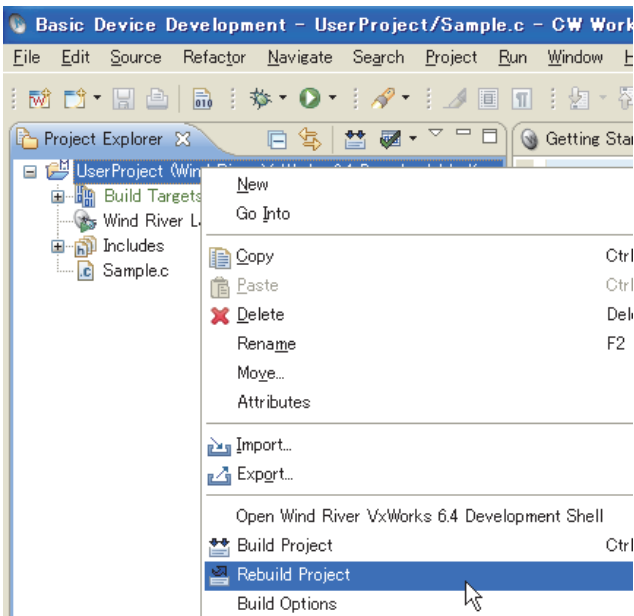 Basic Device Development - UserProject/Sample.c - CW Work
File Edit Source Refactor Navigate Search Project Run Window H
Project Explorer
Getting Star
UserProject (Wind River VxWorks 6.4 Downloadable K
Build Targets
Wind River L
Includes
Sample.c
New
Go Into
Copy Ctrl
Paste Ctrl
Delete Dele
Rename F2
Move...
Attributes
Import...
Export...
Open Wind River VxWorks 6.4 Development Shell
Build Project Ctrl
Rebuild Project
Build Options